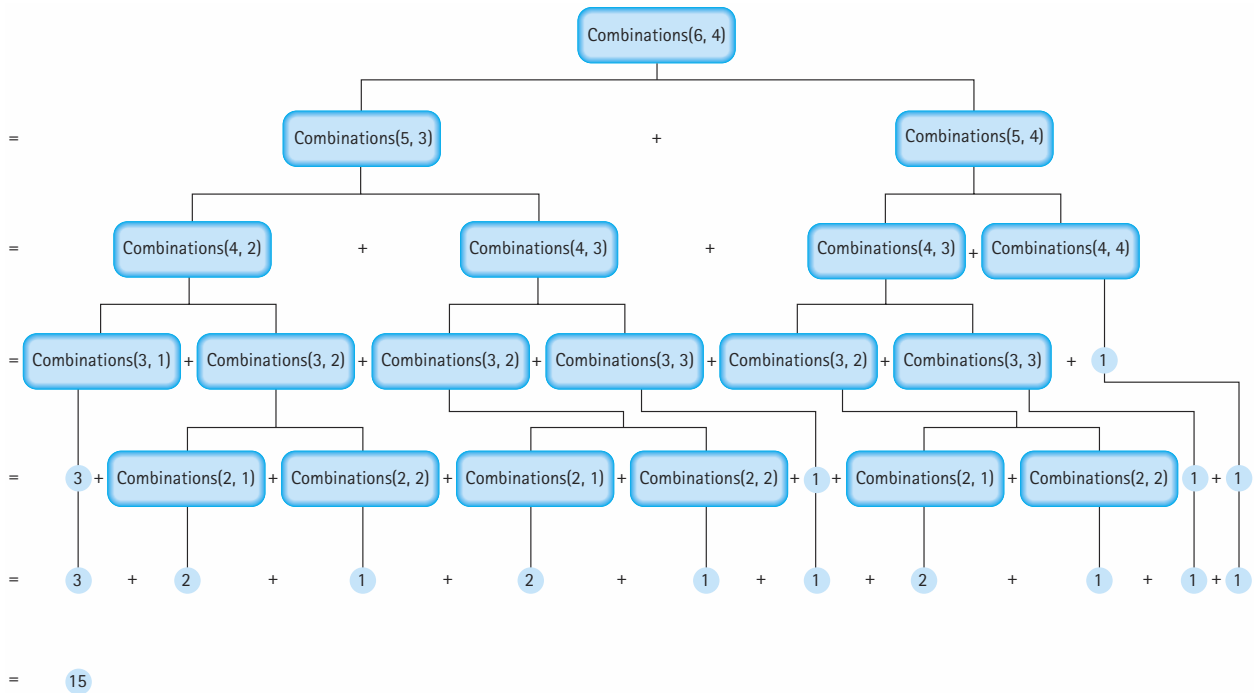 Combinations(6, 4)
= Combinations(5, 3) + Combinations(5, 4)
= Combinations(4, 2) + Combinations(4, 3) + Combinations(4, 3) + Combinations(4, 4)
= Combinations(3, 1) + Combinations(3, 2) + Combinations(3, 2) + Combinations(3, 3) + Combinations(3, 2) + Combinations(3, 3) + 1
= 3 + Combinations(2, 1) + Combinations(2, 2) + Combinations(2, 1) + Combinations(2, 2) + 1 + Combinations(2, 1) + Combinations(2, 2) 1 + 1
= 3 + 2 + 1 + 2 + 1 + 1 + 2 + 1 + 1 + 1
= 15